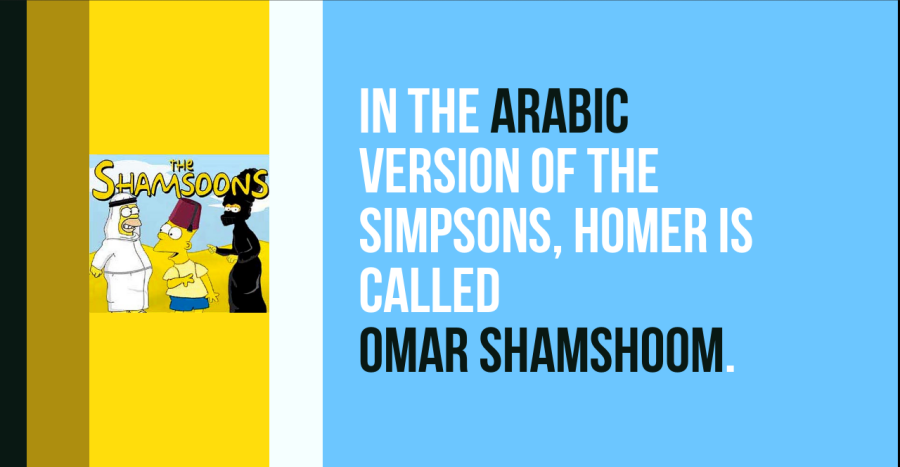 THE
SHAMSOONS
IN THE ARABIC
VERSION OF THE
SIMPSONS, HOMER IS
CALLED
OMAR SHAMSHOOM.